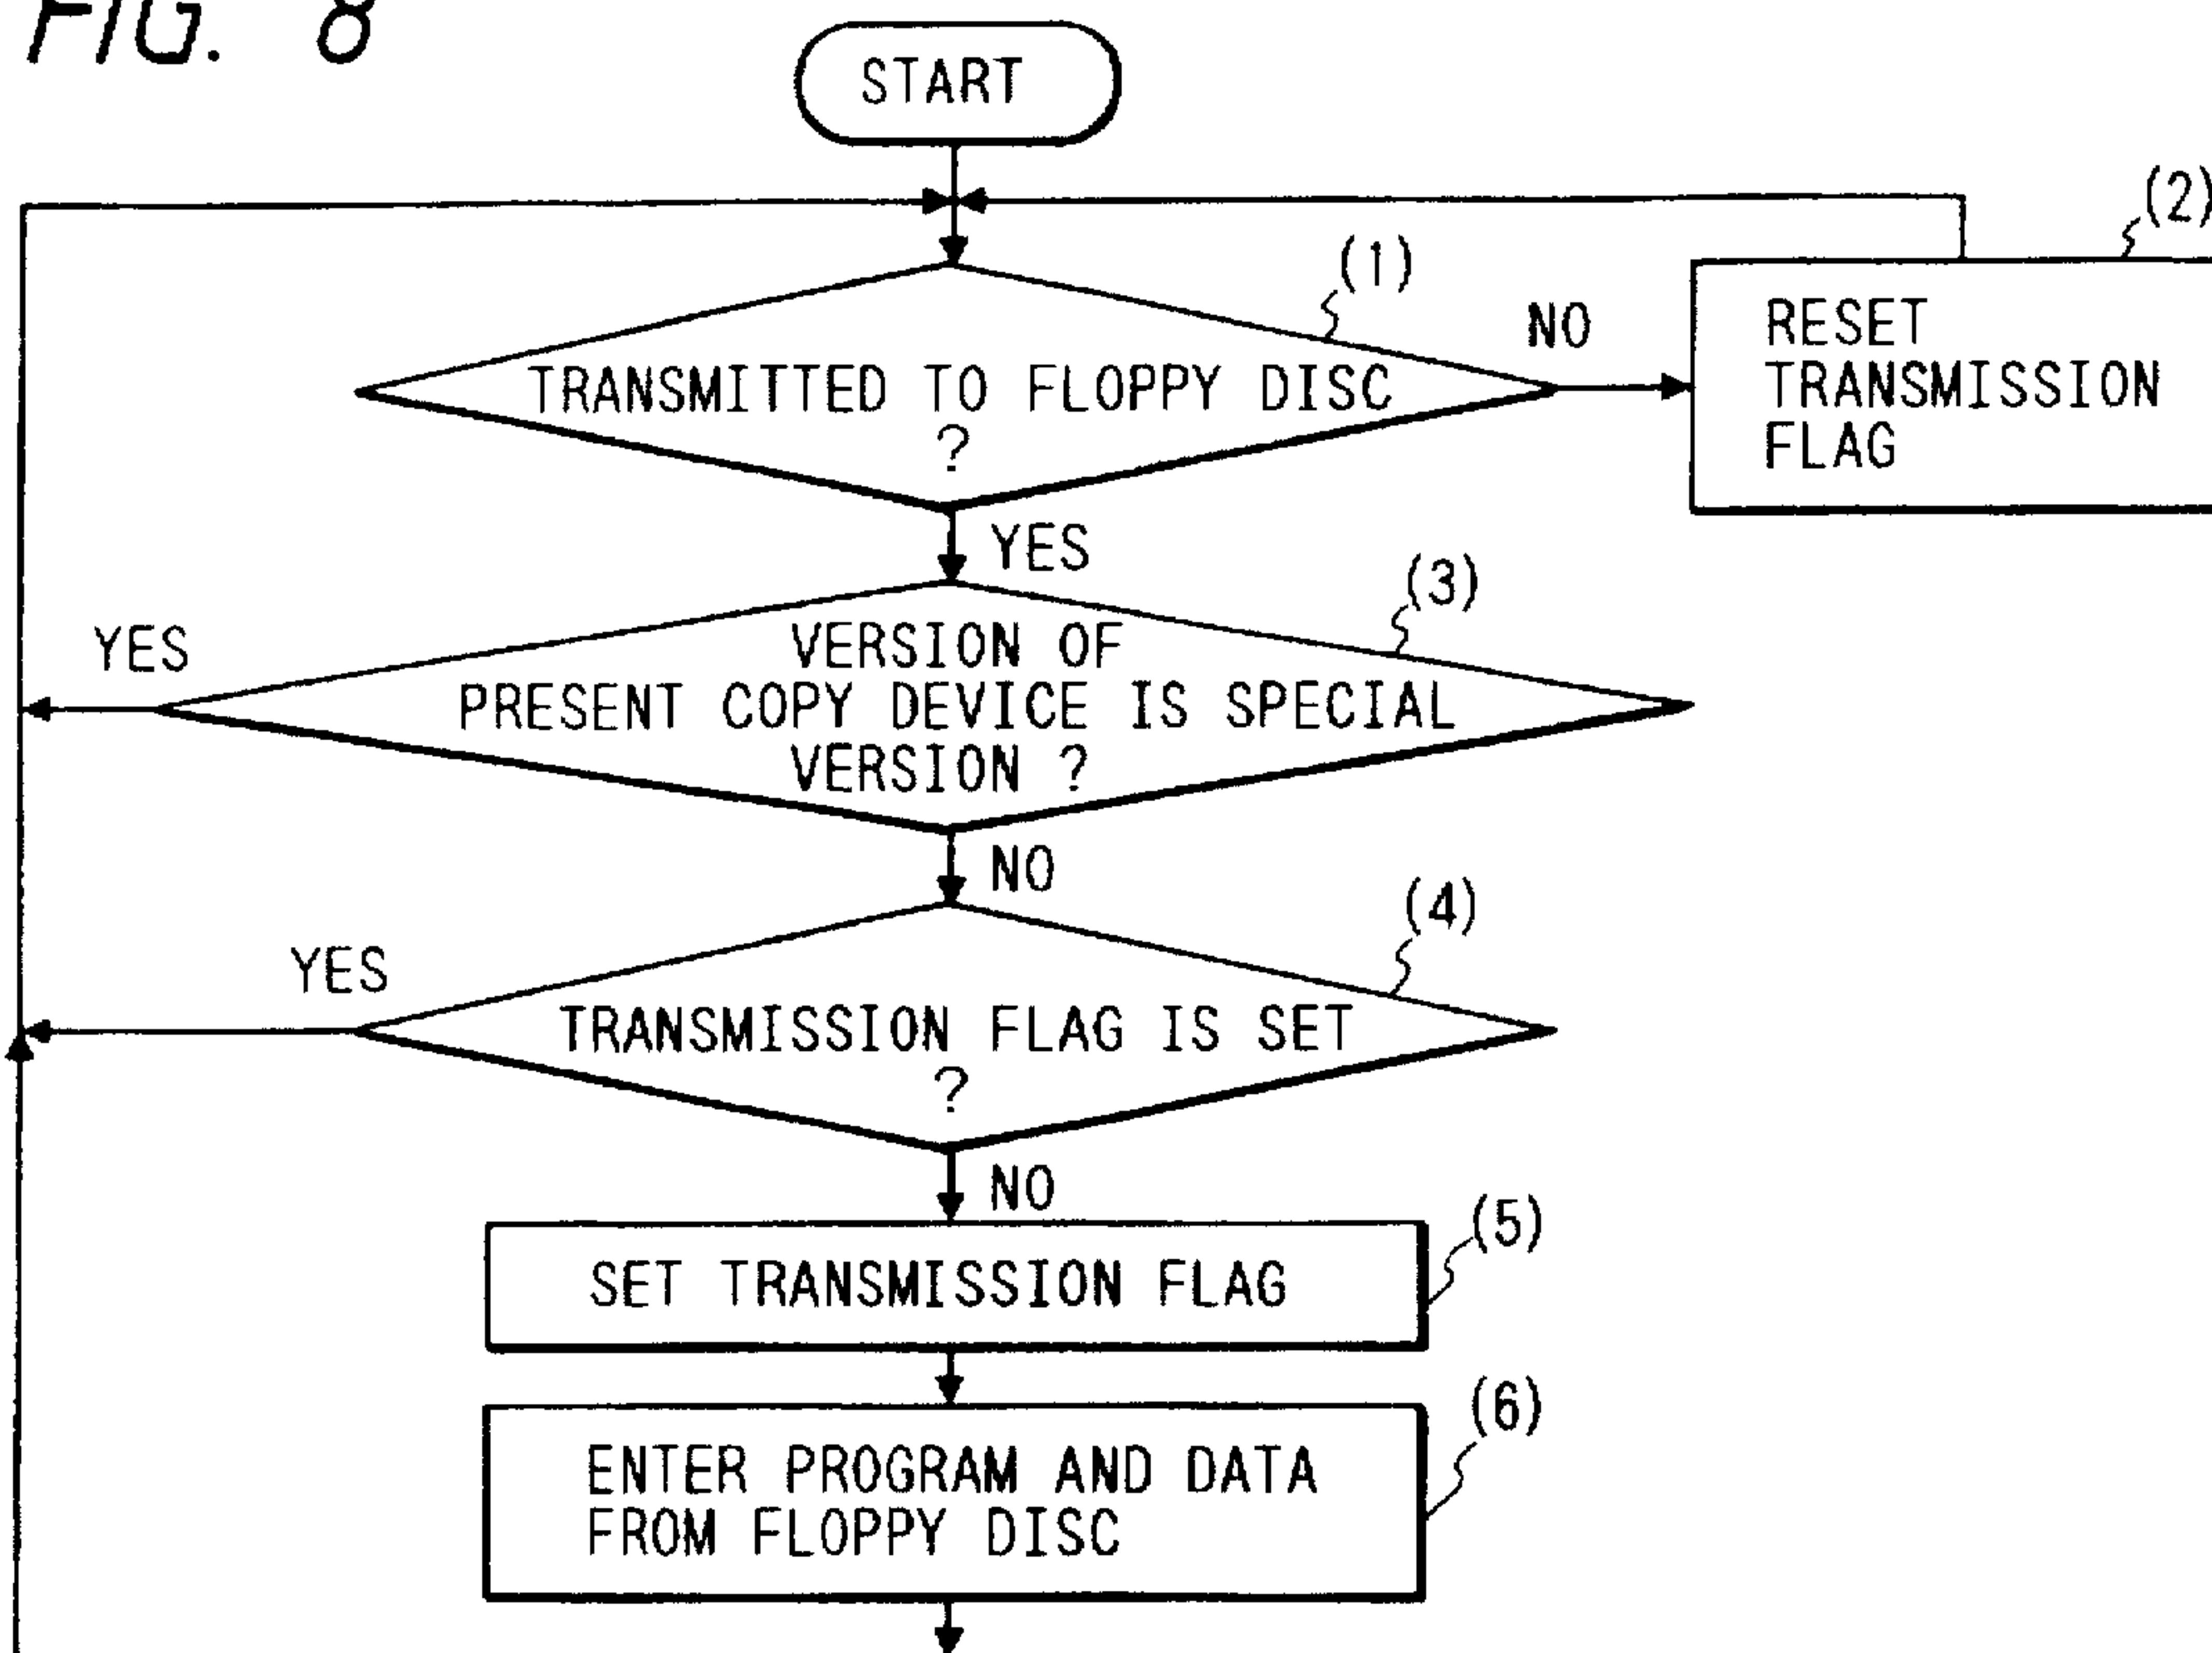 FIG. 8
START
(1)
(2)
TRANSMITTED TO FLOPPY DISC
?
NO
RESET
TRANSMISSION
FLAG
YES
(3)
VERSION OF
PRESENT COPY DEVICE IS SPECIAL
VERSION ?
YES
NO
(4)
TRANSMISSION FLAG IS SET
?
YES
NO
(5)
SET TRANSMISSION FLAG
(6)
ENTER PROGRAM AND DATA
FROM FLOPPY DISC